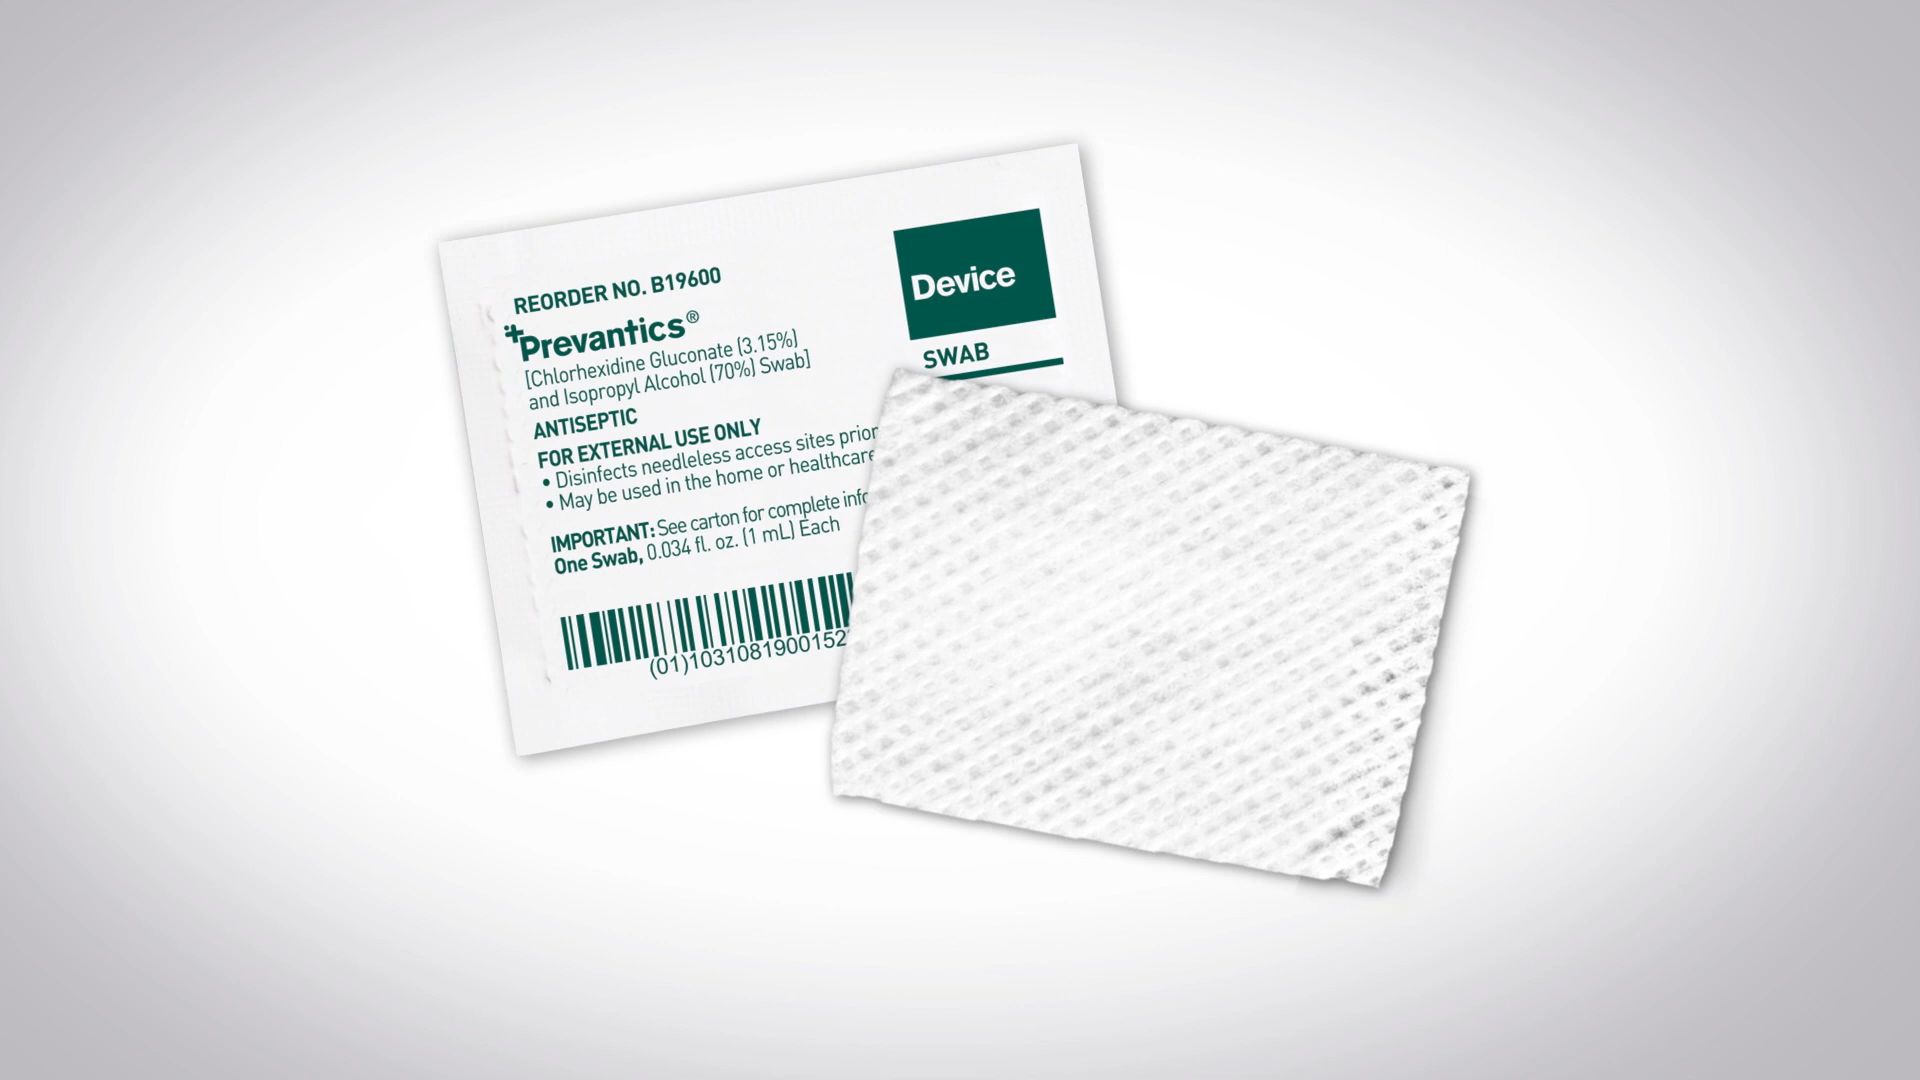 REORDER NO. B19600
Prevantics®
[Chlorhexidine Gluconate (3.15%)
and Isopropyl Alcohol (70%) Swab]
ANTISEPTIC
FOR EXTERNAL USE ONLY
• Disinfects needleless access sites prior
• May be used in the home or healthcare
IMPORTANT: See carton for complete
One Swab, 0.034 fl. oz. (1 mL) Each
(01)1031081900152
Device
SWAB